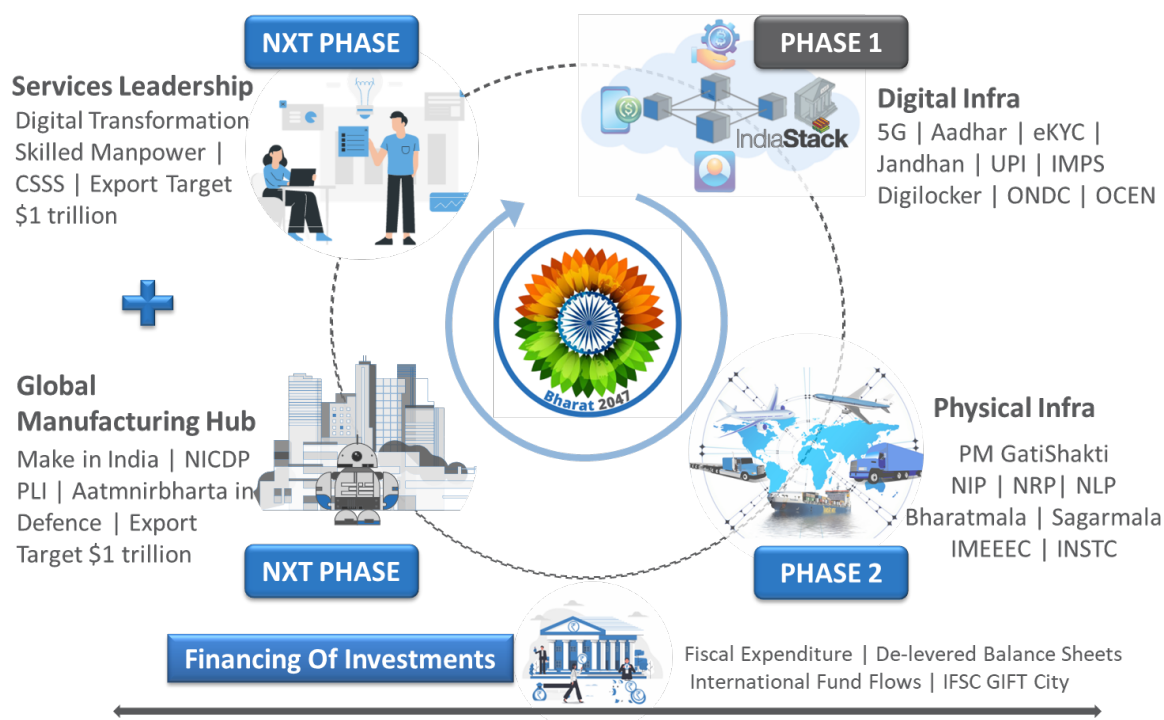 NXT PHASE
Services Leadership
Digital Transformation
Skilled Manpower |
CSSS | Export Target
$1 trillion
PHASE 1
IndiaStack
Digital Infra
5G | Aadhar | eKYC |
Jandhan | UPI | IMPS
Digilocker | ONDC | OCEN
Bharat 2047
Global
Manufacturing Hub
Make in India | NICDP
PLI | Aatmnirbharta in
Defence | Export
Target $1 trillion
NXT PHASE
Physical Infra
PM GatiShakti
NIP | NRP| NLP
Bharatmala | Sagarmala
IMEEEC | INSTC
PHASE 2
Financing Of Investments
Fiscal Expenditure | De-levered Balance Sheets
International Fund Flows | IFSC GIFT City